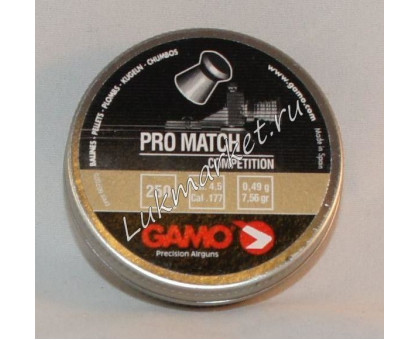 BALINES - PELLETS - PLOMBS - KUGELN - CHUMBOS
www.gamo.com
Made in Spain
PRO MATCH
COMPETITION
250
4,5
Cal .177
0,49 g
7,56 gr
GAMO
Precision Airguns
Lukmarket.ru